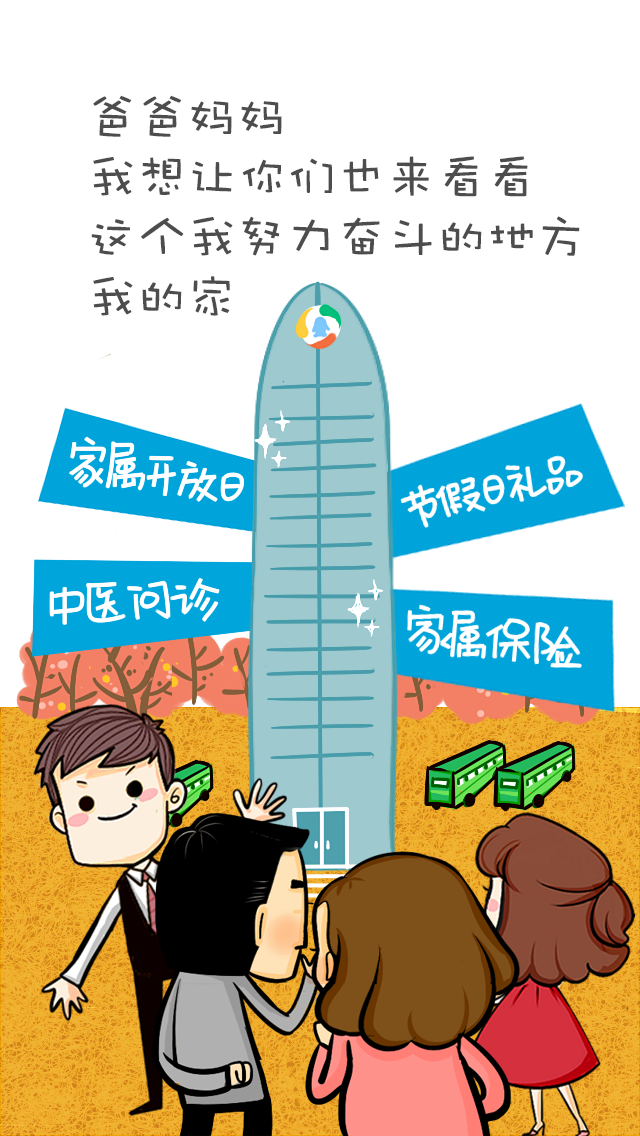 爸爸妈妈
我想让你们也来看看
这个我努力奋斗的地方
我的家
家属开放日
节假日礼品
中医问诊
家属保险